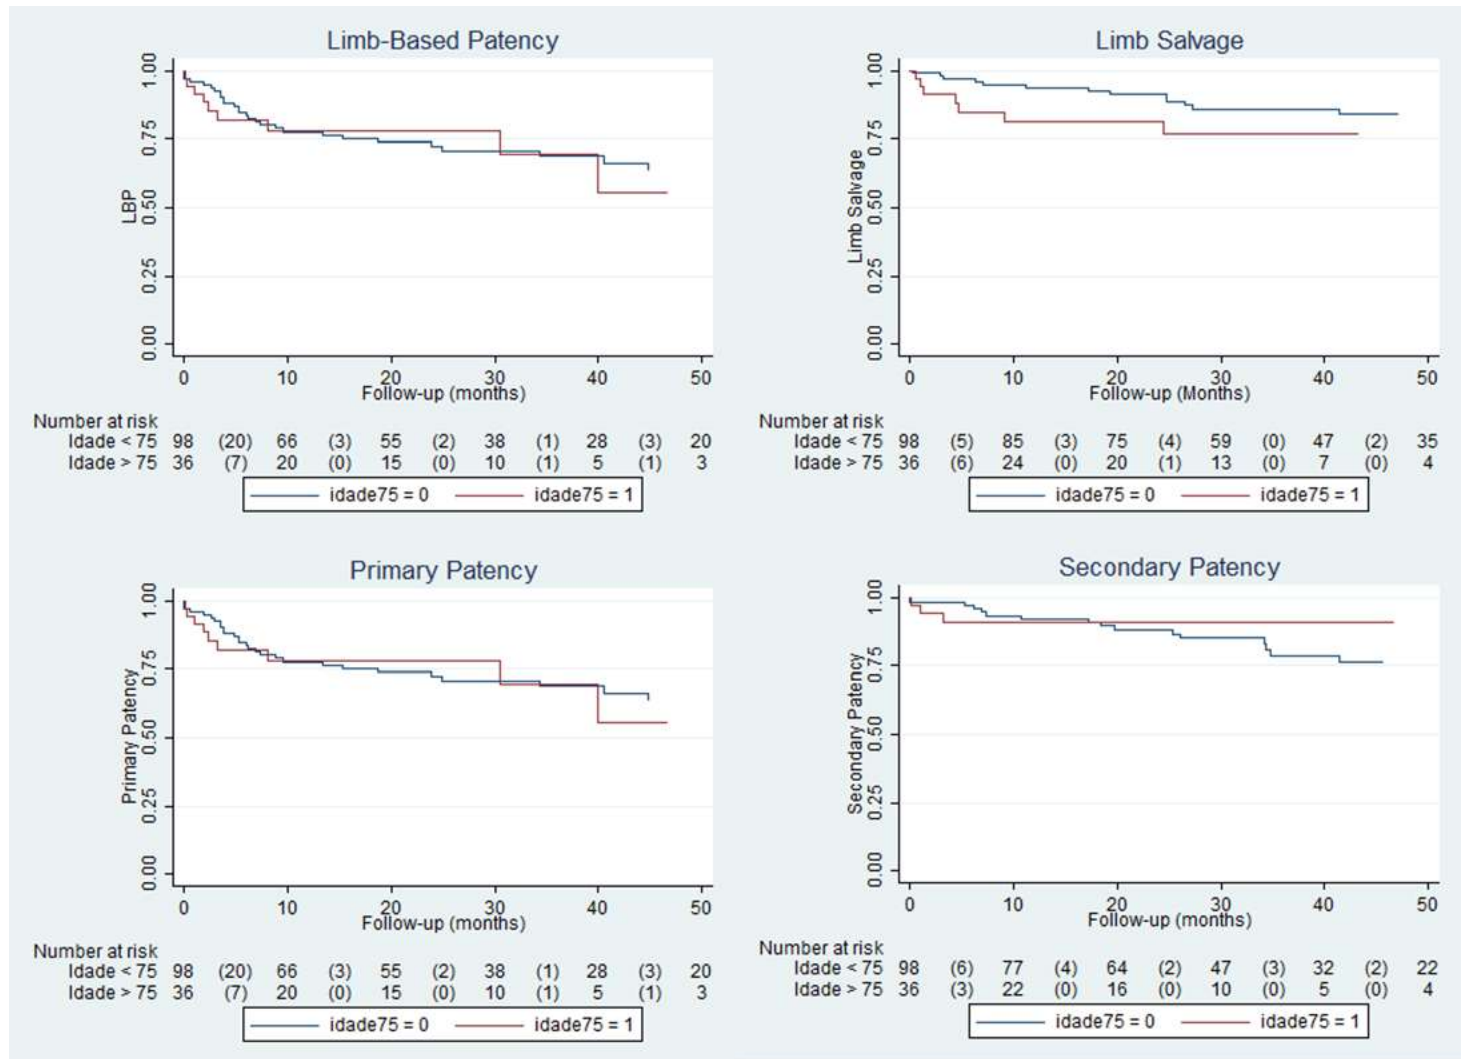 Limb-Based Patency
1.00
0.75
0.50
0.25
0.00
LBP
0 10 20 30 40 50
Follow-up (months)
Number at risk
Idade < 75 98 (20) 66 (3) 55 (2) 38 (1) 28 (3) 20
Idade > 75 36 (7) 20 (0) 15 (0) 10 (1) 5 (1) 3
idade75 = 0 idade75 = 1
Limb Salvage
1.00
0.75
0.50
0.25
0.00
Limb Salvage
0 10 20 30 40 50
Follow-up (Months)
Number at risk
Idade < 75 98 (5) 85 (3) 75 (4) 59 (0) 47 (2) 35
Idade > 75 36 (6) 24 (0) 20 (1) 13 (0) 7 (0) 4
idade75 = 0 idade75 = 1
Primary Patency
1.00
0.75
0.50
0.25
0.00
Primary Patency
0 10 20 30 40 50
Follow-up (months)
Number at risk
Idade < 75 98 (20) 66 (3) 55 (2) 38 (1) 28 (3) 20
Idade > 75 36 (7) 20 (0) 15 (0) 10 (1) 5 (1) 3
idade75 = 0 idade75 = 1
Secondary Patency
1.00
0.75
0.50
0.25
0.00
Secondary Patency
0 10 20 30 40 50
Follow-up (months)
Number at risk
Idade < 75 98 (6) 77 (4) 64 (2) 47 (3) 32 (2) 22
Idade > 75 36 (3) 22 (0) 16 (0) 10 (0) 5 (0) 4
idade75 = 0 idade75 = 1